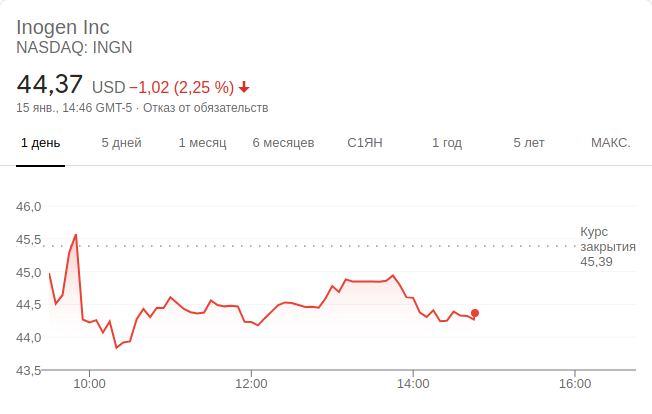 Inogen Inc
NASDAQ: INGN
44,37 USD −1,02 (2,25 %)
15 янв., 14:46 GMT-5 · Отказ от обязательств
1 день 5 дней 1 месяц 6 месяцев С1ЯН 1 год 5 лет МАКС.
46,0
45,5
45,0
44,5
44,0
43,5
Курс
закрытия
45,39
10:00 12:00 14:00 16:00